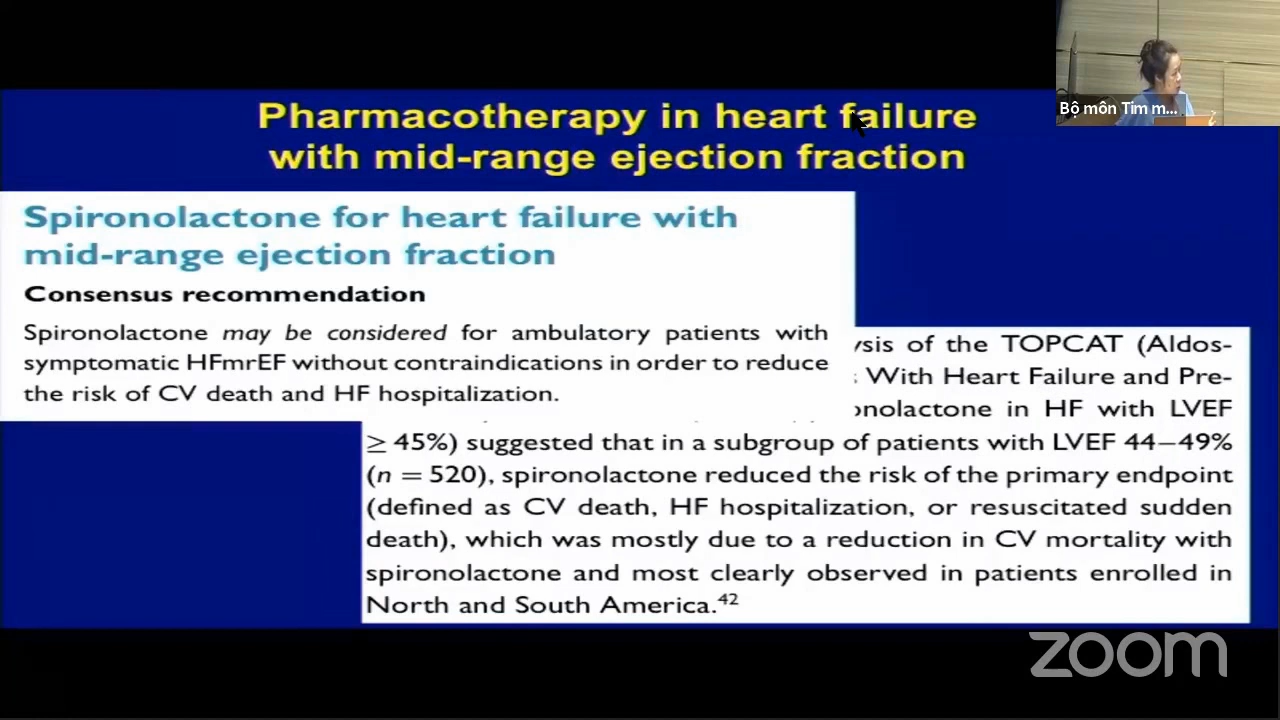 Pharmacotherapy in heart failure
with mid-range ejection fraction
Bộ môn Tim m...
Spironolactone for heart failure with
mid-range ejection fraction
Consensus recommendation
Spironolactone may be considered for ambulatory patients with
symptomatic HFmrEF without contraindications in order to reduce
the risk of CV death and HF hospitalization.
of the TOPCAT (Aldos-
With Heart Failure and Pre-
in HF with LVEF
≥ 45%) suggested that in a subgroup of patients with LVEF 44–49%
(n = 520), spironolactone reduced the risk of the primary endpoint
(defined as CV death, HF hospitalization, or resuscitated sudden
death), which was mostly due to a reduction in CV mortality with
spironolactone and most clearly observed in patients enrolled in
North and South America.42
zoom